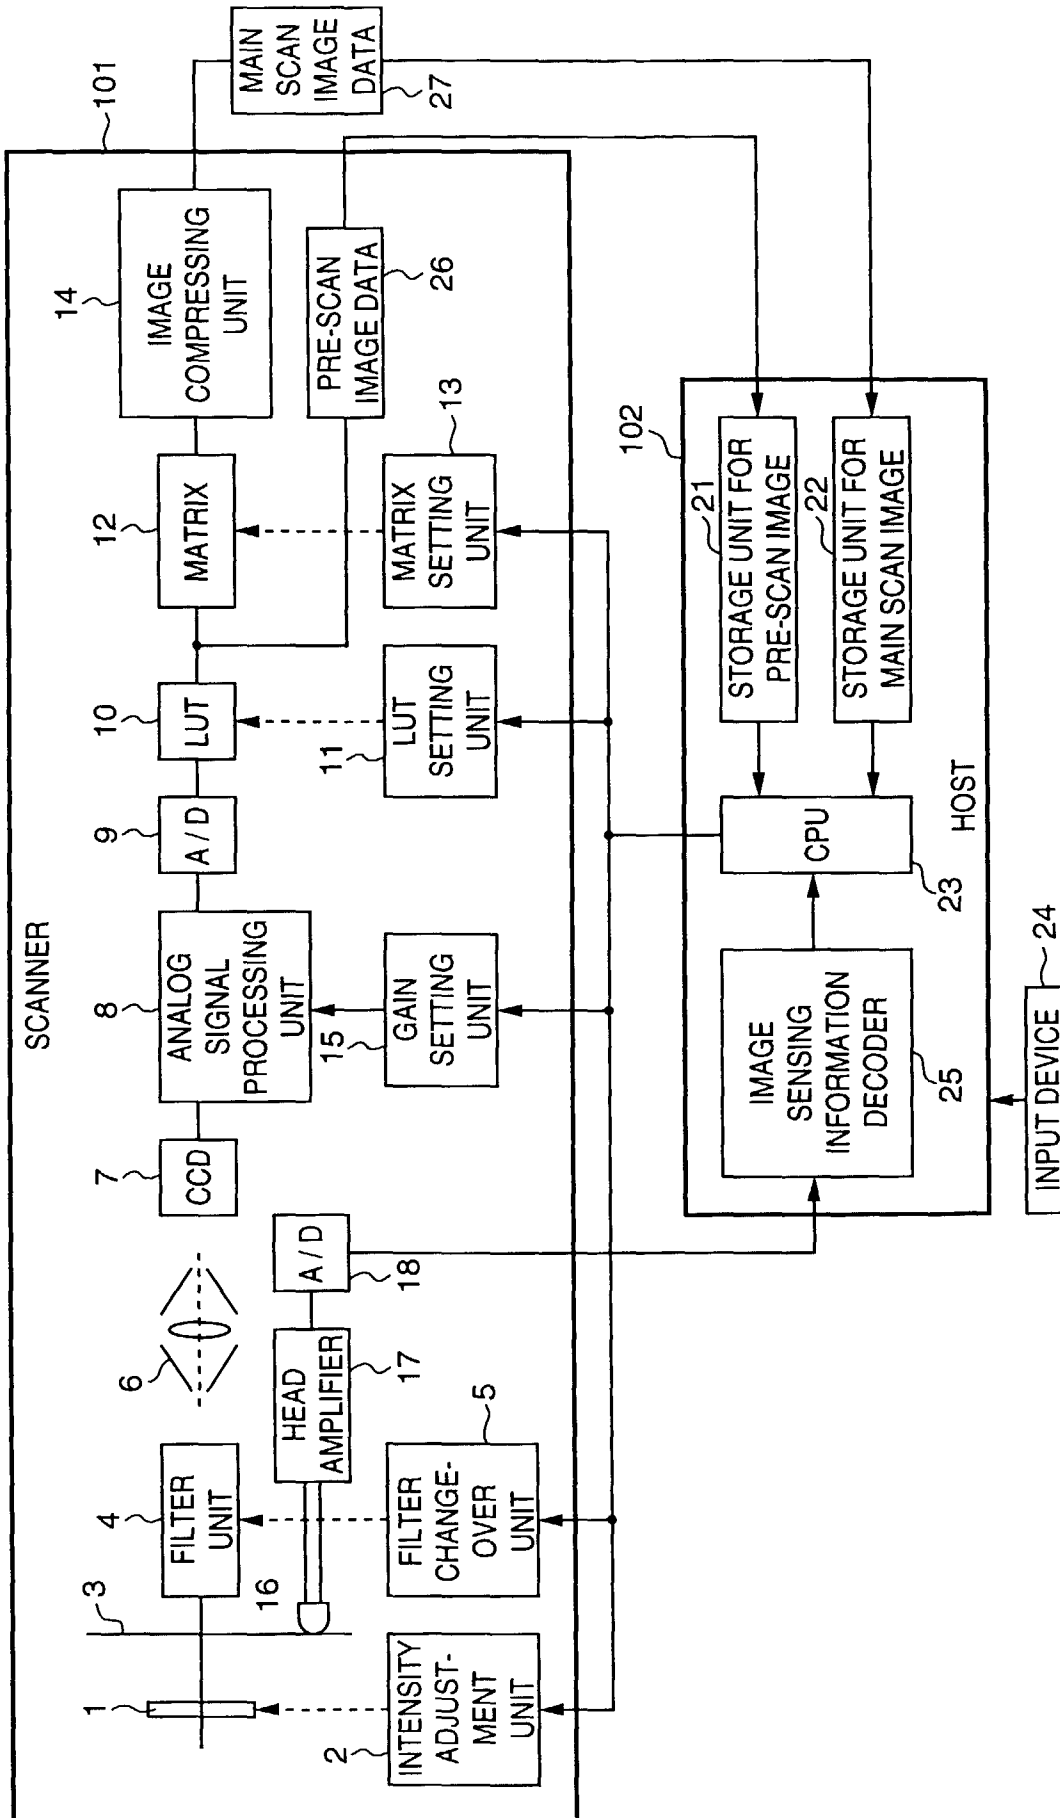 SCANNER
101
1
2
INTENSITY
ADJUST-
MENT
UNIT
3
4
FILTER
UNIT
16
FILTER
CHANGE-
OVER
UNIT
5
6
HEAD
AMPLIFIER
17
A / D
18
7
CCD
8
ANALOG
SIGNAL
PROCESSING
UNIT
15
GAIN
SETTING
UNIT
9
A / D
10
LUT
11
LUT
SETTING
UNIT
12
MATRIX
13
MATRIX
SETTING
UNIT
14
IMAGE
COMPRESSING
UNIT
PRE-SCAN
IMAGE DATA
26
MAIN
SCAN
IMAGE
DATA
27
102
21
STORAGE UNIT FOR
PRE-SCAN IMAGE
22
STORAGE UNIT FOR
MAIN SCAN IMAGE
CPU
23
HOST
IMAGE
SENSING
INFORMATION
DECODER
25
INPUT DEVICE
24